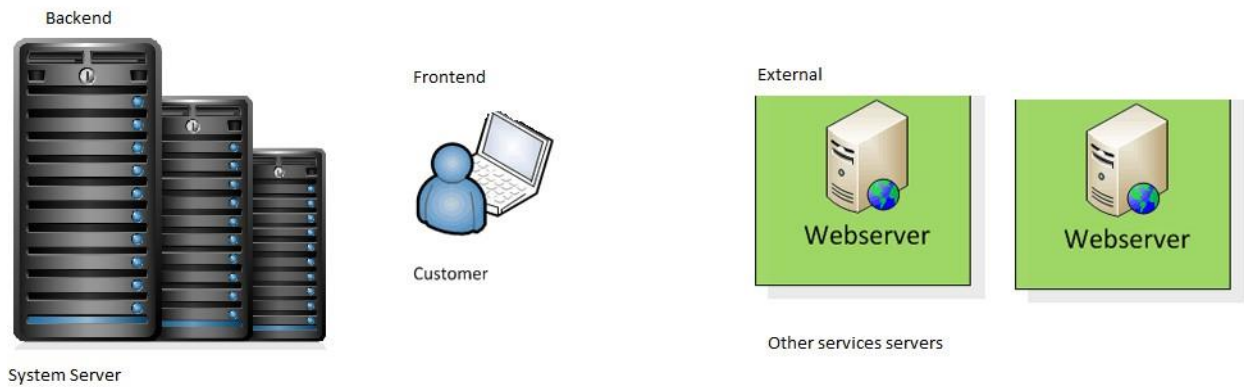 Backend
System Server
Frontend
Customer
External
Webserver
Webserver
Other services servers